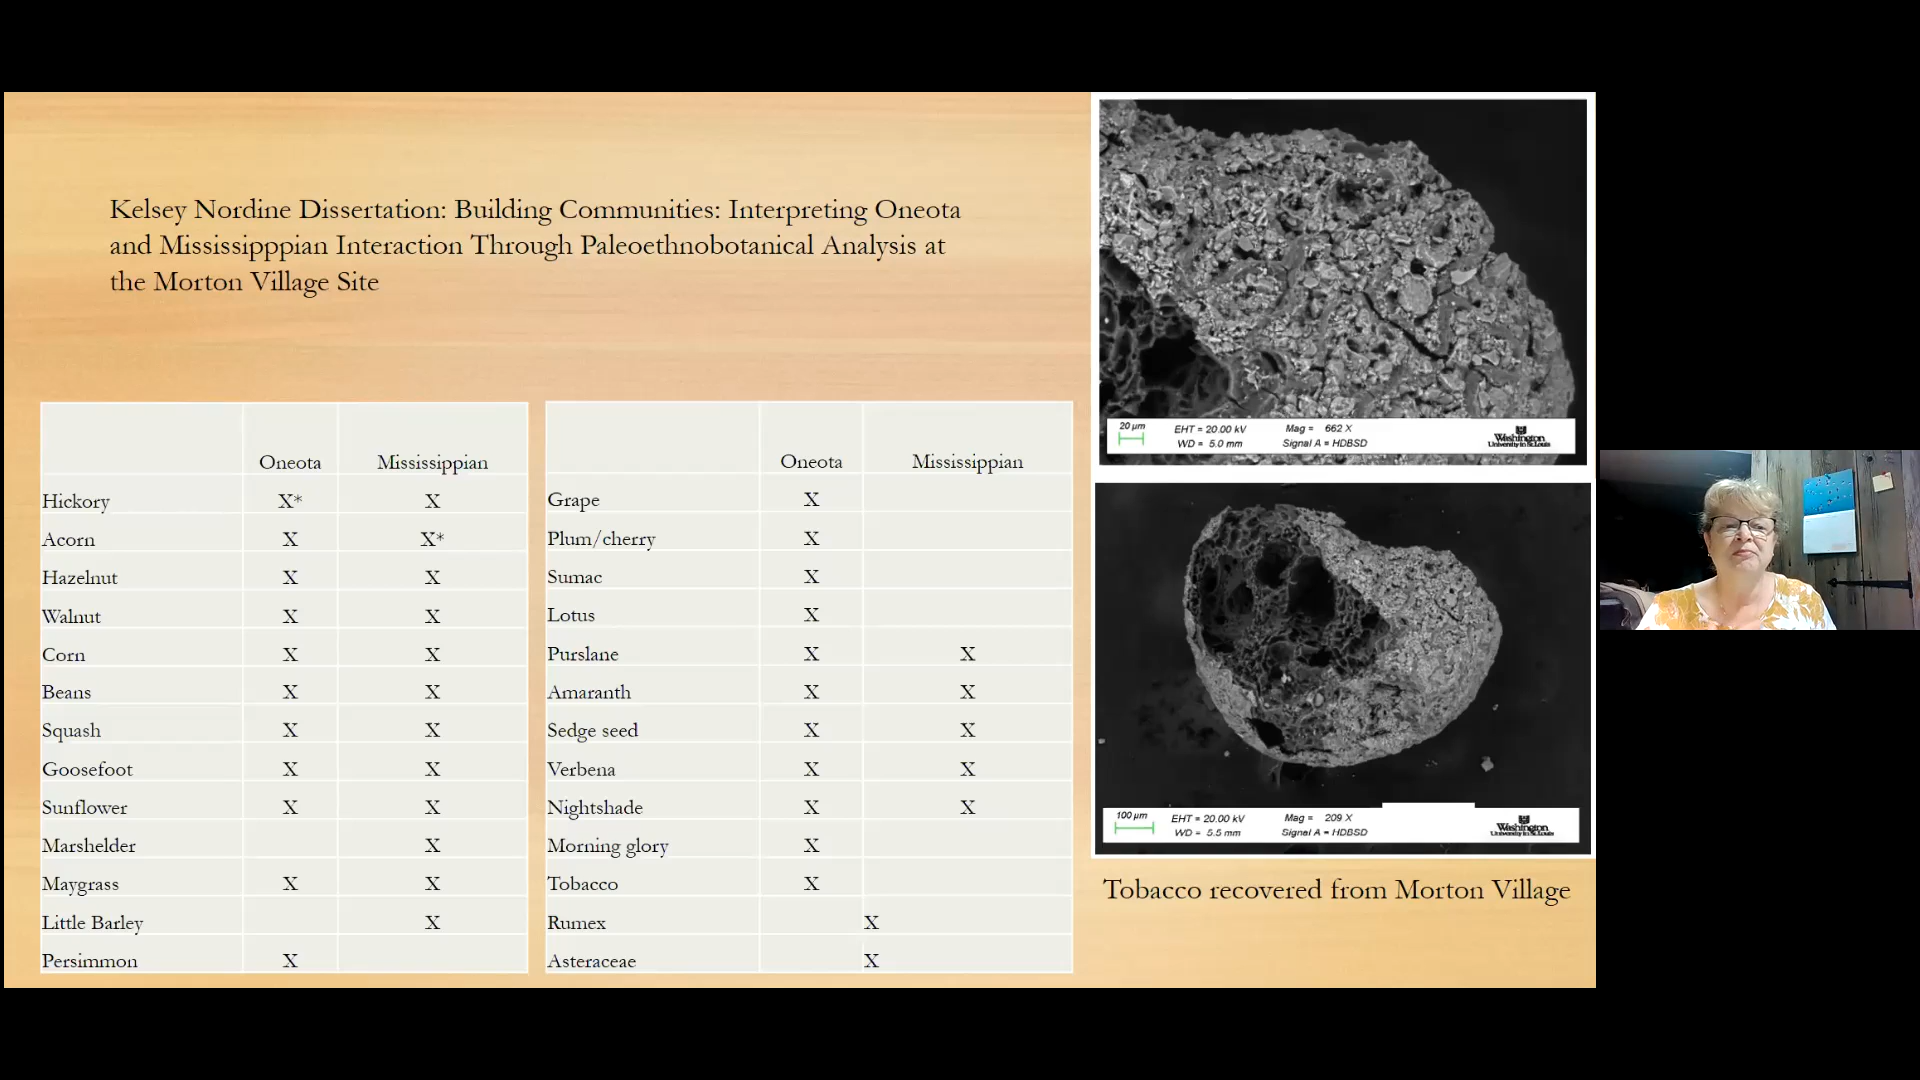 Kelsey Nordine Dissertation: Building Communities: Interpreting Oneota
and Mississipppian Interaction Through Paleoethnobotanical Analysis at
the Morton Village Site
Oneota Mississippian
Hickory X* X
Acorn X X*
Hazelnut X X
Walnut X X
Corn X X
Beans X X
Squash X X
Goosefoot X X
Sunflower X X
Marshelder X
Maygrass X X
Little Barley X
Persimmon X
Oneota Mississippian
Grape X
Plum/cherry X
Sumac X
Lotus X
Purslane X X
Amaranth X X
Sedge seed X X
Verbena X X
Nightshade X X
Morning glory X
Tobacco X
Rumex X
Asteraceae X
20 µm EHT = 20.00 kV Mag = 662 X
WD = 5.0 mm Signal A = HDBSD
Washington
University in St. Louis
100 µm EHT = 20.00 kV Mag = 209 X
WD = 5.5 mm Signal A = HDBSD
Washington
University in St. Louis
Tobacco recovered from Morton Village